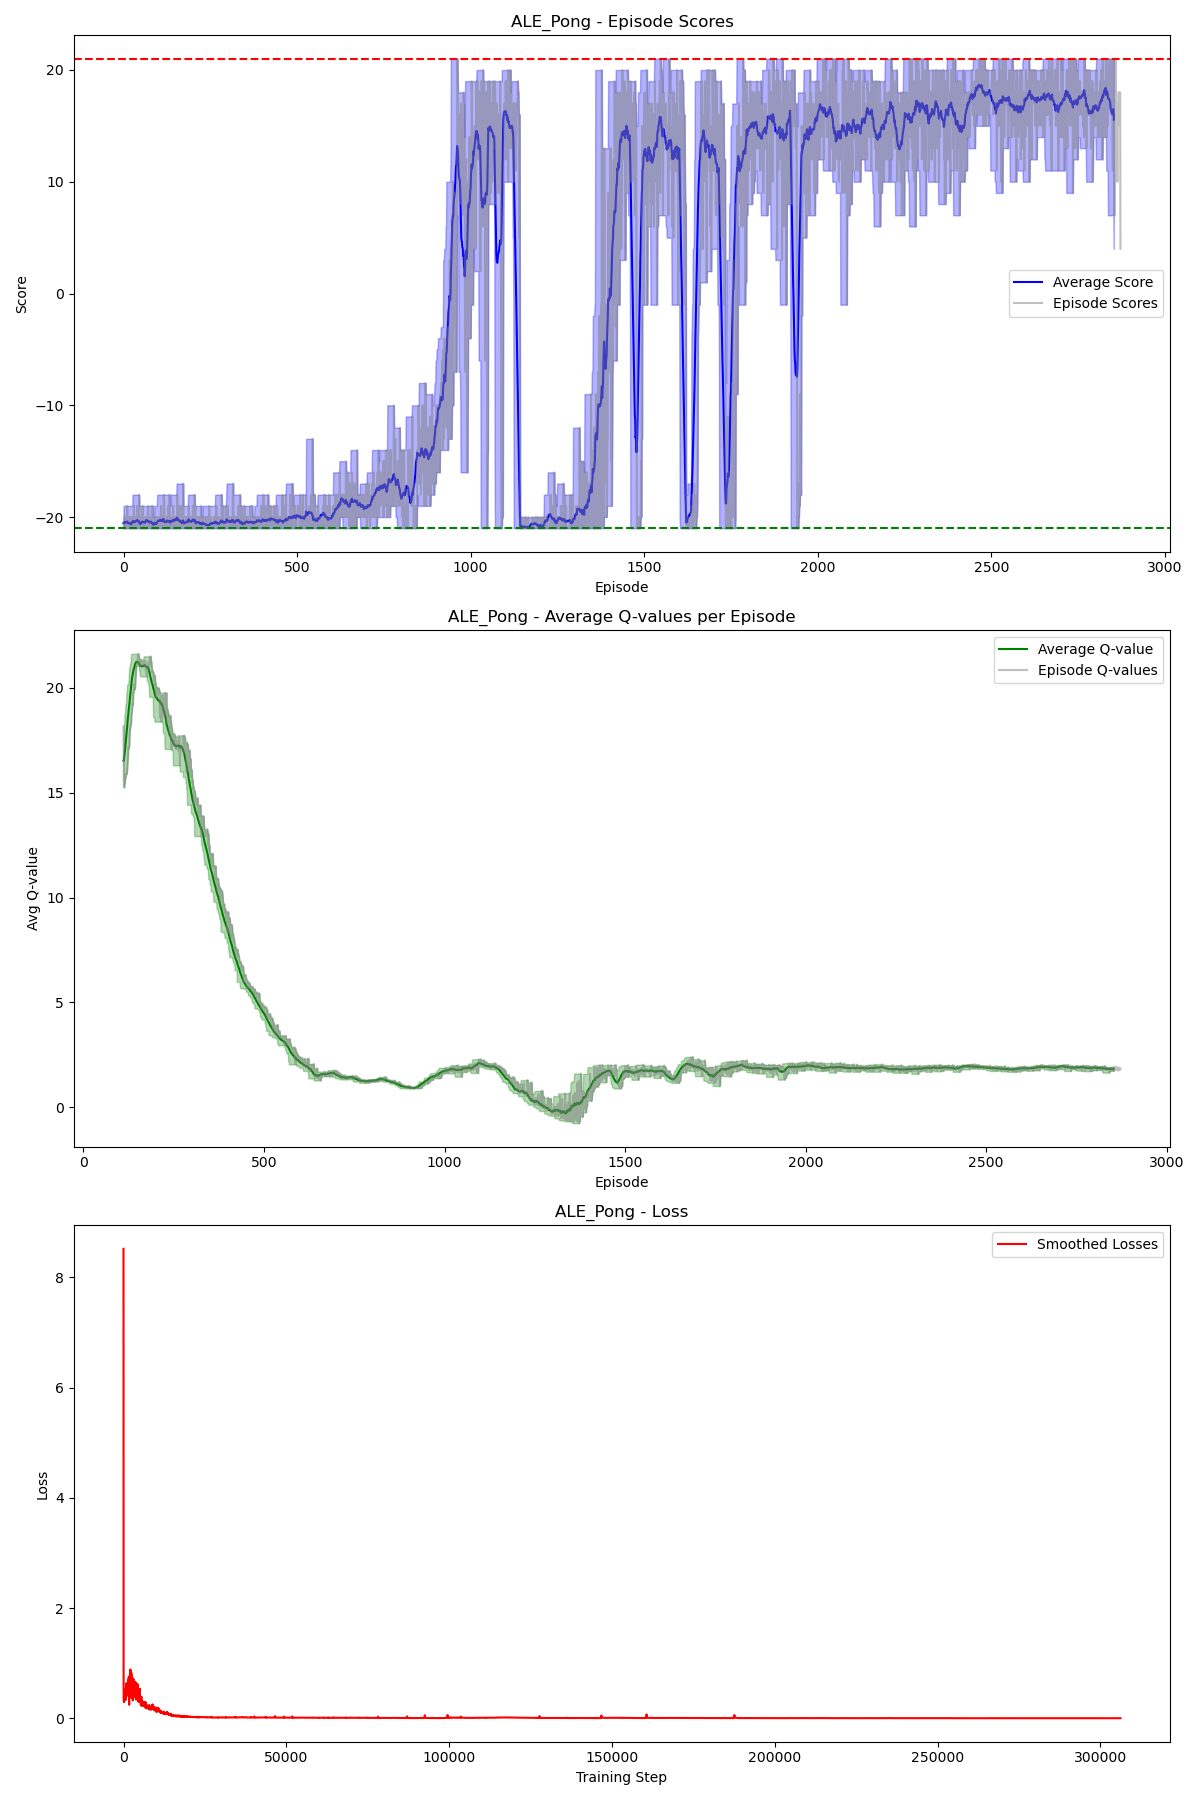 ALE_Pong - Episode Scores
20
10
0
−10
−20
Score
Average Score
Episode Scores
0 500 1000 1500 2000 2500 3000
Episode
ALE_Pong - Average Q-values per Episode
20
15
10
5
0
Avg Q-value
Average Q-value
Episode Q-values
0 500 1000 1500 2000 2500 3000
Episode
ALE_Pong - Loss
8
6
4
2
0
Loss
Smoothed Losses
0 50000 100000 150000 200000 250000 300000
Training Step